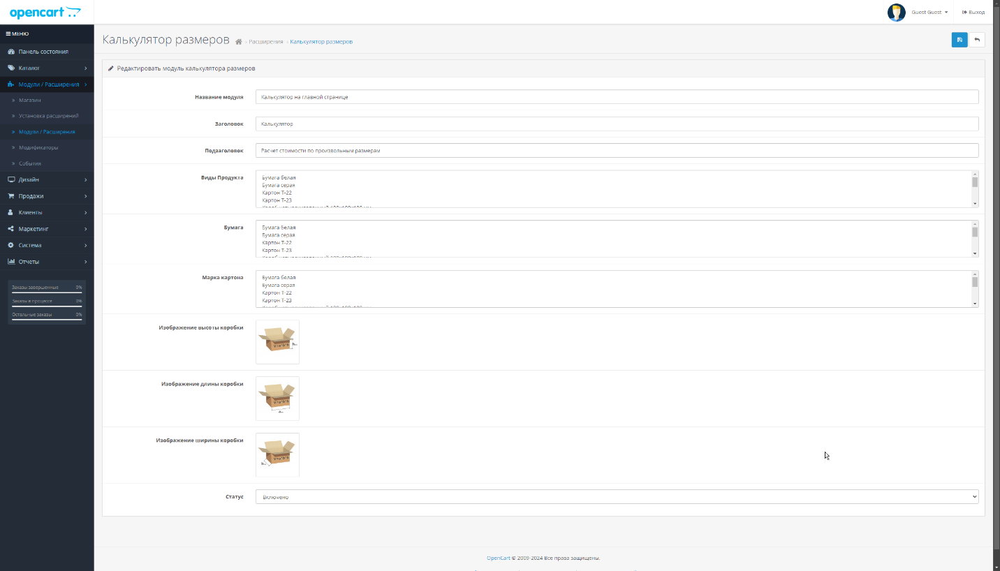 opencart
Guest Guest
Выход
МЕНЮ
Панель состояния
Каталог
Модули / Расширения
Магазин
Установка расширений
Модули / Расширения
Модификаторы
События
Дизайн
Продажи
Клиенты
Маркетинг
Система
Отчеты
Заказы завершенные 0%
Заказы в процессе 0%
Остальные заказы 0%
Калькулятор размеров
Расширения
Калькулятор размеров
Редактировать модуль калькулятора размеров
Название модуля
Калькулятор на главной странице
Заголовок
Калькулятор
Подзаголовок
Расчет стоимости по произвольным размерам
Виды Продукта
Бумага белая
Бумага серая
Картон Т-22
Картон Т-23
Бумага
Бумага белая
Бумага серая
Картон Т-22
Картон Т-23
Марка картона
Бумага белая
Бумага серая
Картон Т-22
Картон Т-23
Изображение высоты коробки
Изображение длины коробки
Изображение ширины коробки
Статус
Включено
OpenCart © 2009-2024 Все права защищены.